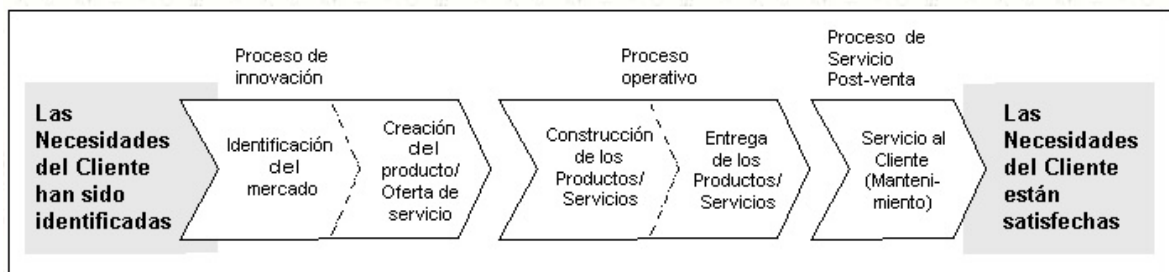 Proceso de
innovación
Proceso
operativo
Proceso de
Servicio
Post-venta
Las
Necesidades
del Cliente
han sido
identificadas
Identificación
del
mercado
Creación
del
producto/
Oferta de
servicio
Construcción
de los
Productos/
Servicios
Entrega
de los
Productos/
Servicios
Servicio al
Cliente
(Manteni-
miento)
Las
Necesidades
del Cliente
están
satisfechas